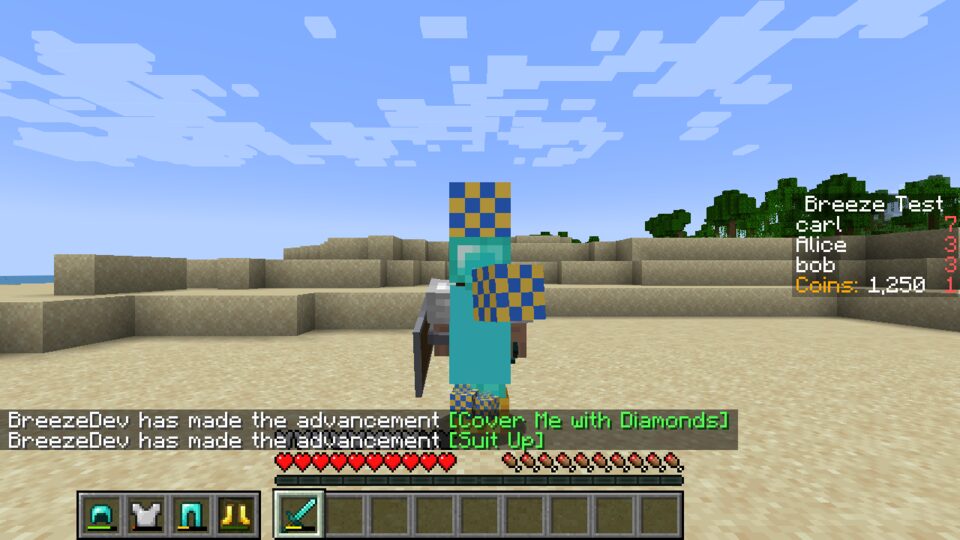 Breeze Test
carl 7
Alice 3
bob 3
Coins: 1,250 1
BreezeDev has made the advancement [Cover Me with Diamonds]
BreezeDev has made the advancement [Suit Up]